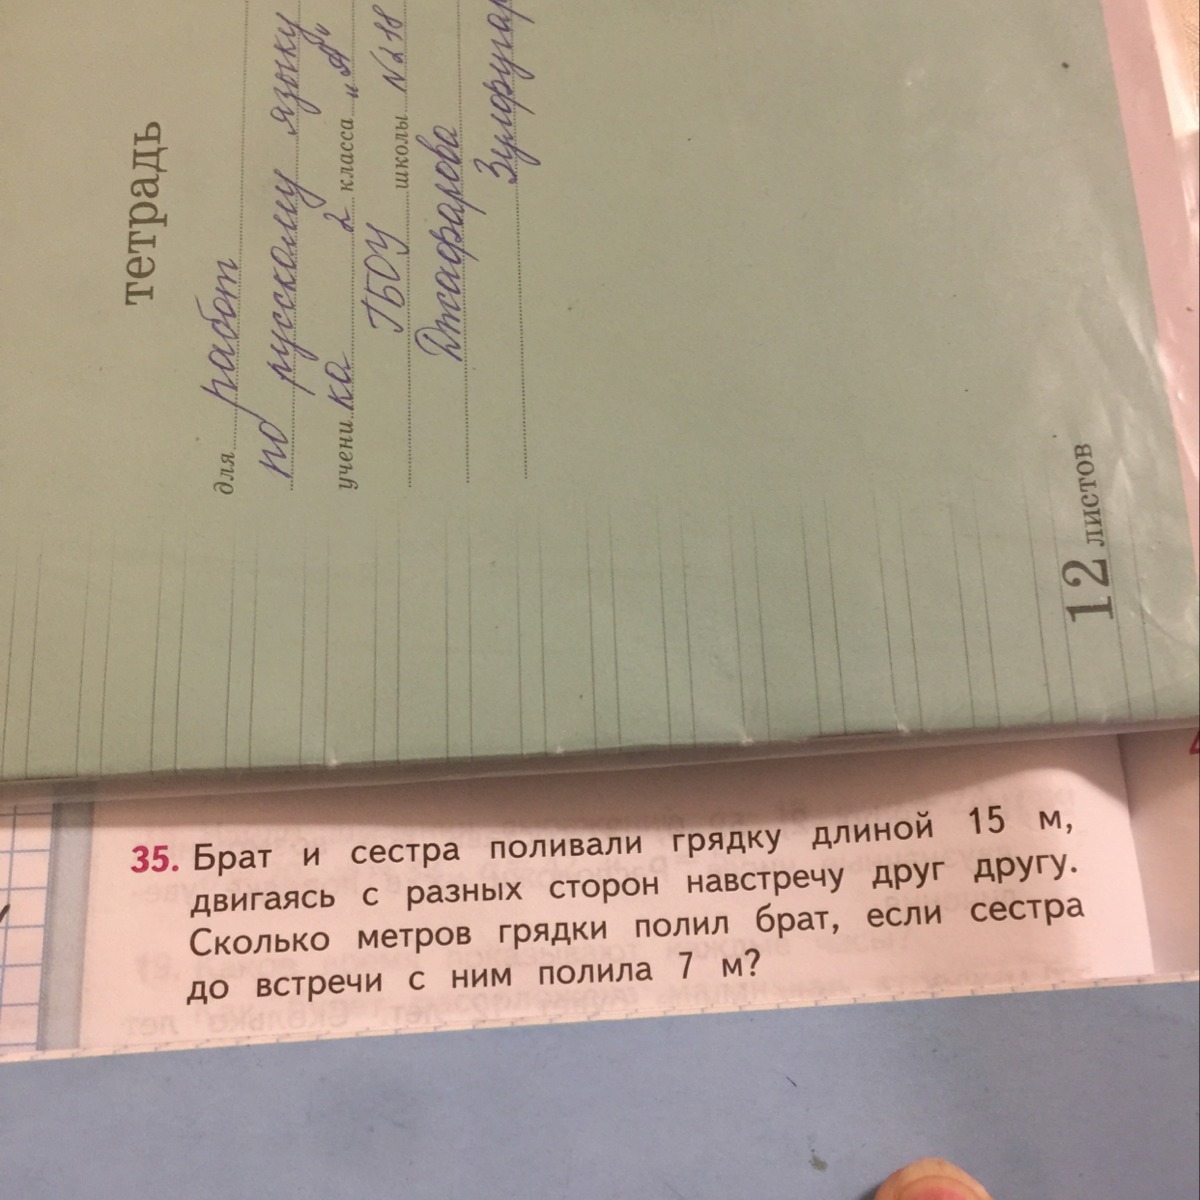 тетрадь
для работ
по русскому языку
ученика 2 класса "А"
ГБОУ школы №218
Джафарова
12 листов
35. Брат и сестра поливали грядку длиной 15 м,
двигаясь с разных сторон навстречу друг другу.
Сколько метров грядки полил брат, если сестра
до встречи с ним полила 7 м?